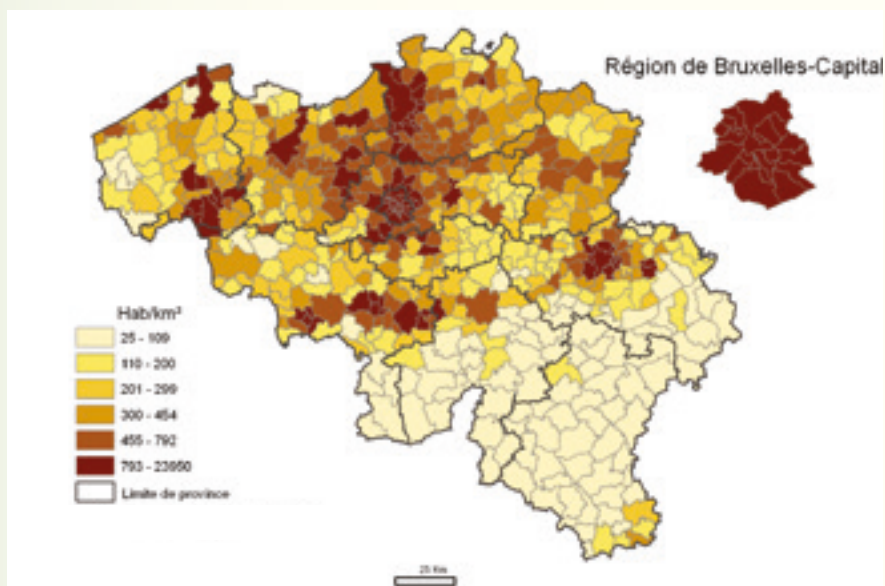 Région de Bruxelles-Capital
Hab/km²
25 - 109
110 - 200
201 - 299
300 - 454
455 - 792
793 - 23950
Limite de province
25 Km